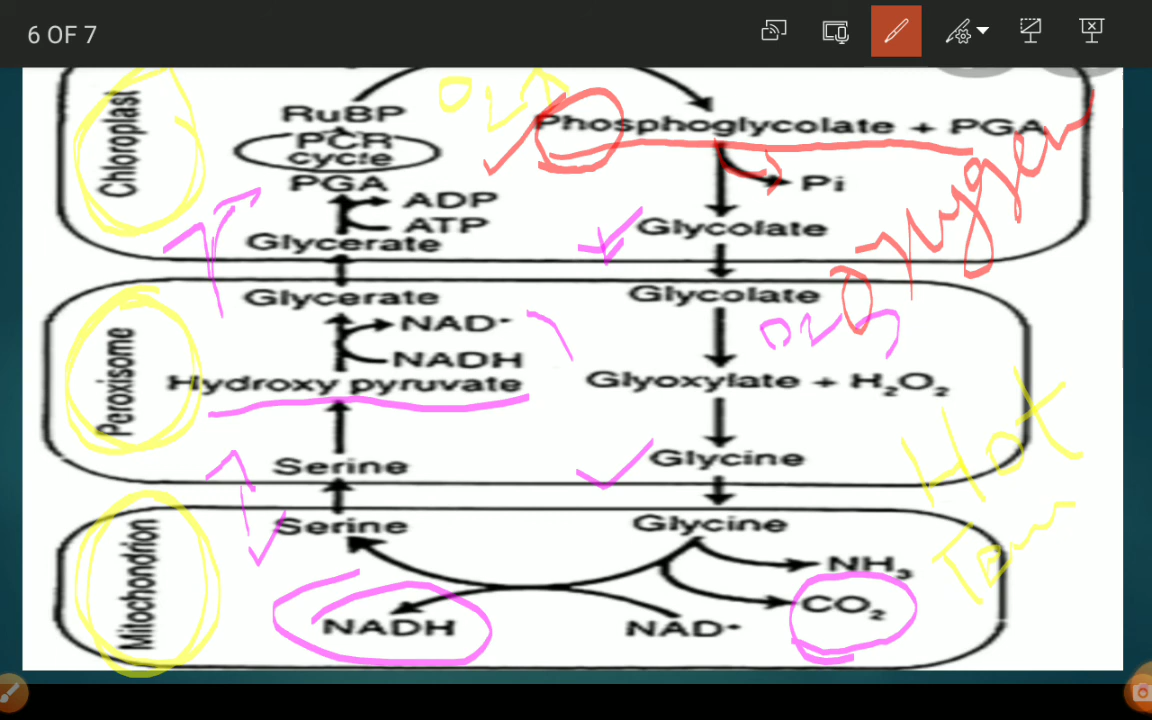 6 OF 7
Chloroplast
RuBP
PCR
cycle
PGA
ADP
ATP
Glycerate
O2
Phosphoglycolate + PGA
Pi
Glycolate
oxygen
Peroxisome
Glycerate
NAD+
NADH
Hydroxy pyruvate
Serine
Glycolate
Glyoxylate + H2O2
Glycine
Hot
Mitochondrion
Serine
NADH
NAD+
Glycine
NH3
CO2